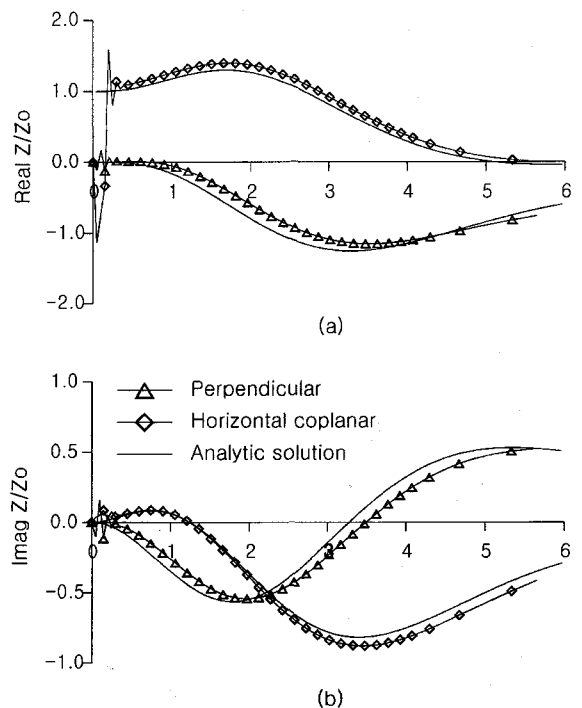 (a)
2.0
1.0
0.0
-1.0
-2.0
Real Z/Zo
0 1 2 3 4 5 6
(a)
1.0
0.5
0.0
-0.5
-1.0
Imag Z/Zo
Perpendicular
Horizontal coplanar
Analytic solution
0 1 2 3 4 5 6
(b)